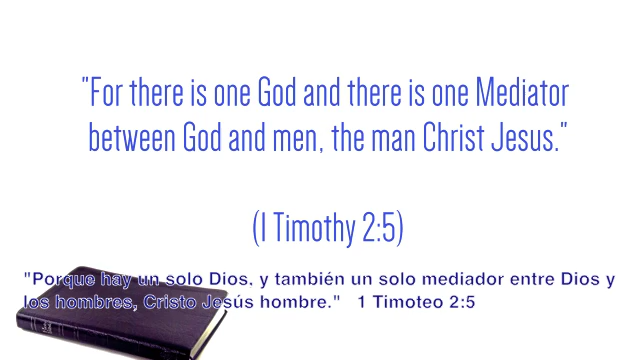 "For there is one God and there is one Mediator
between God and men, the man Christ Jesus."
(I Timothy 2:5)
"Porque hay un solo Dios, y también un solo mediador entre Dios y
los hombres, Cristo Jesús hombre."   1 Timoteo 2:5